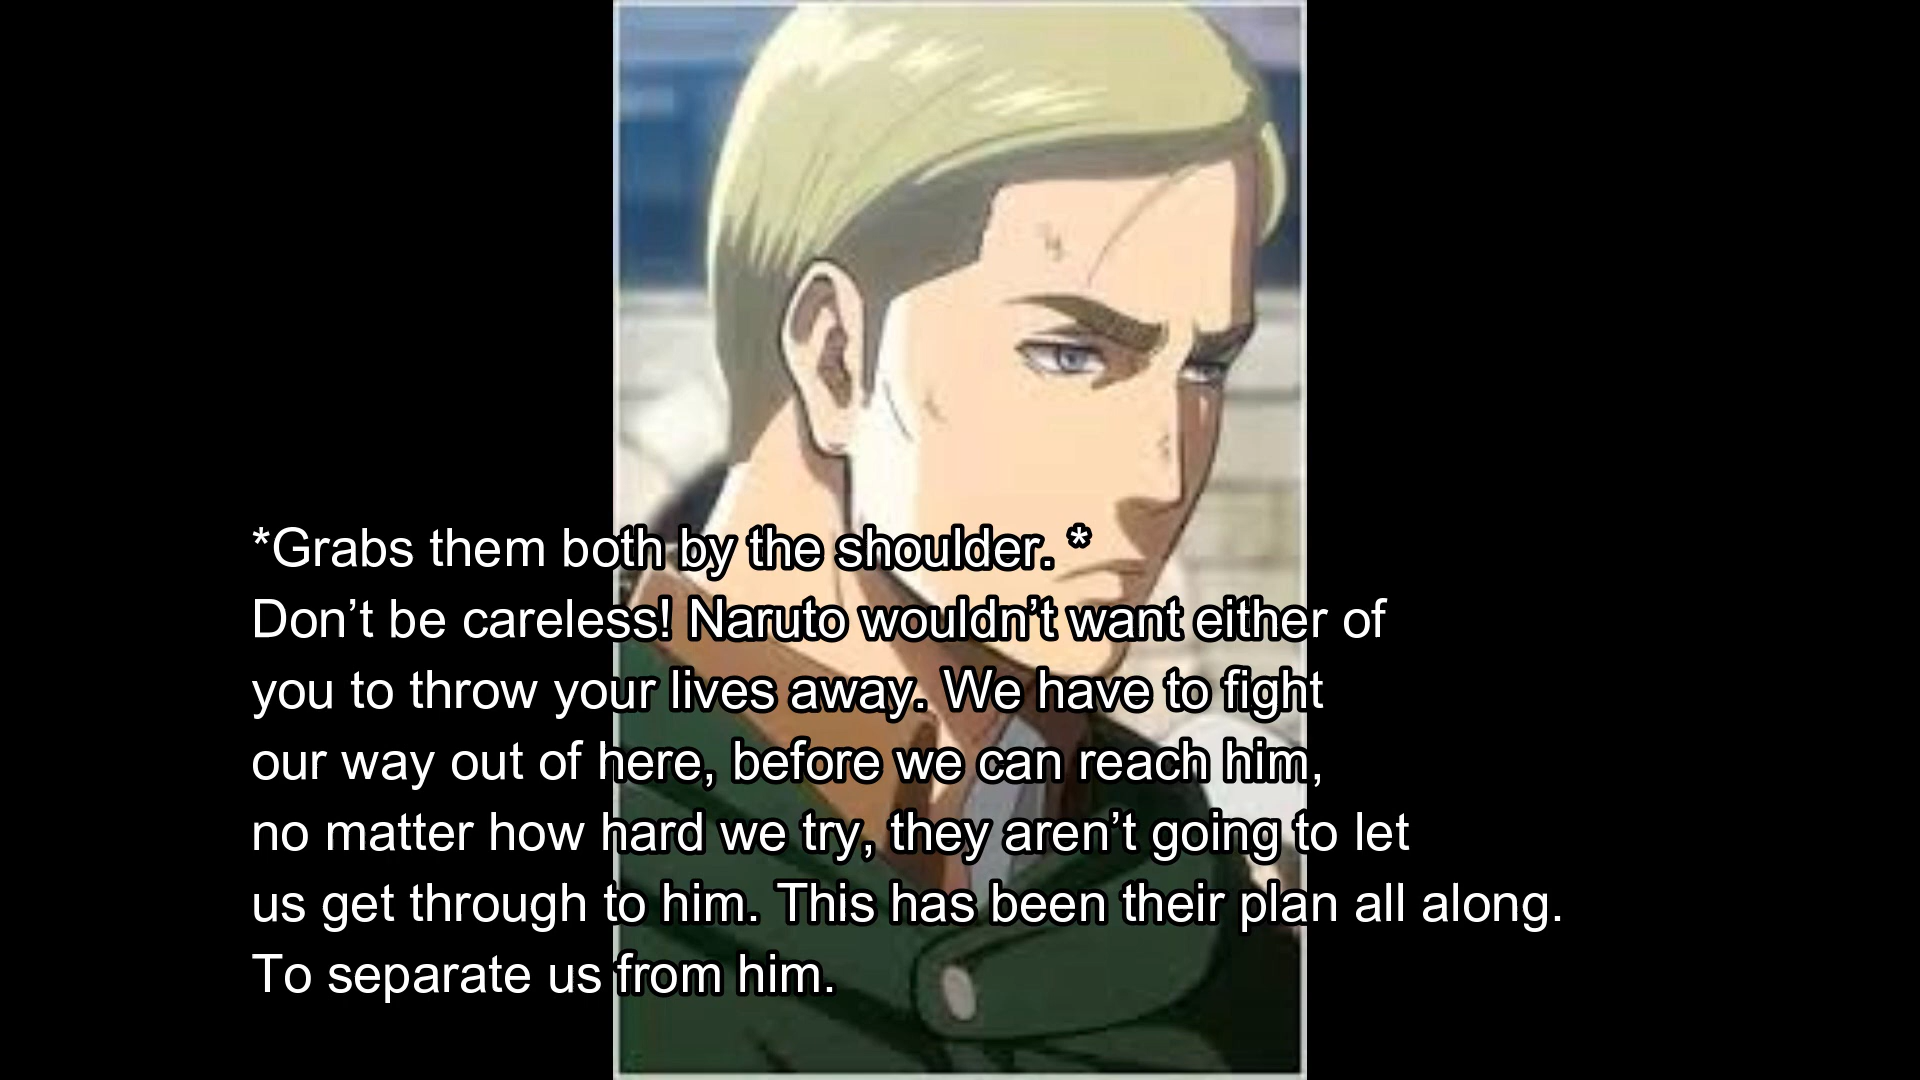 *Grabs them both by the shoulder. *
Don’t be careless! Naruto wouldn’t want either of
you to throw your lives away. We have to fight
our way out of here, before we can reach him,
no matter how hard we try, they aren’t going to let
us get through to him. This has been their plan all along.
To separate us from him.